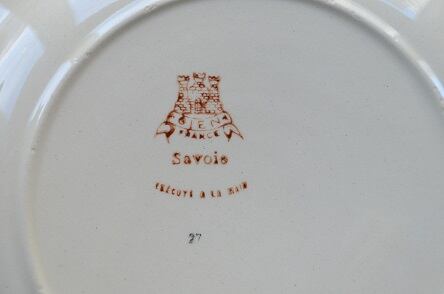 GIEN
FRANCE
Savoie
EXÉCUTÉ A LA MAIN
27